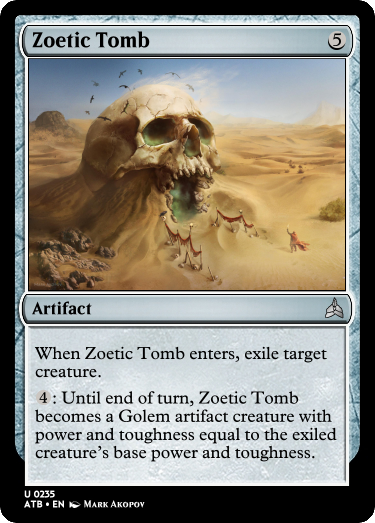 Zoetic Tomb 5
Artifact
When Zoetic Tomb enters, exile target
creature.
4: Until end of turn, Zoetic Tomb
becomes a Golem artifact creature with
power and toughness equal to the exiled
creature's base power and toughness.
U 0235
ATB • EN Mark Akopov